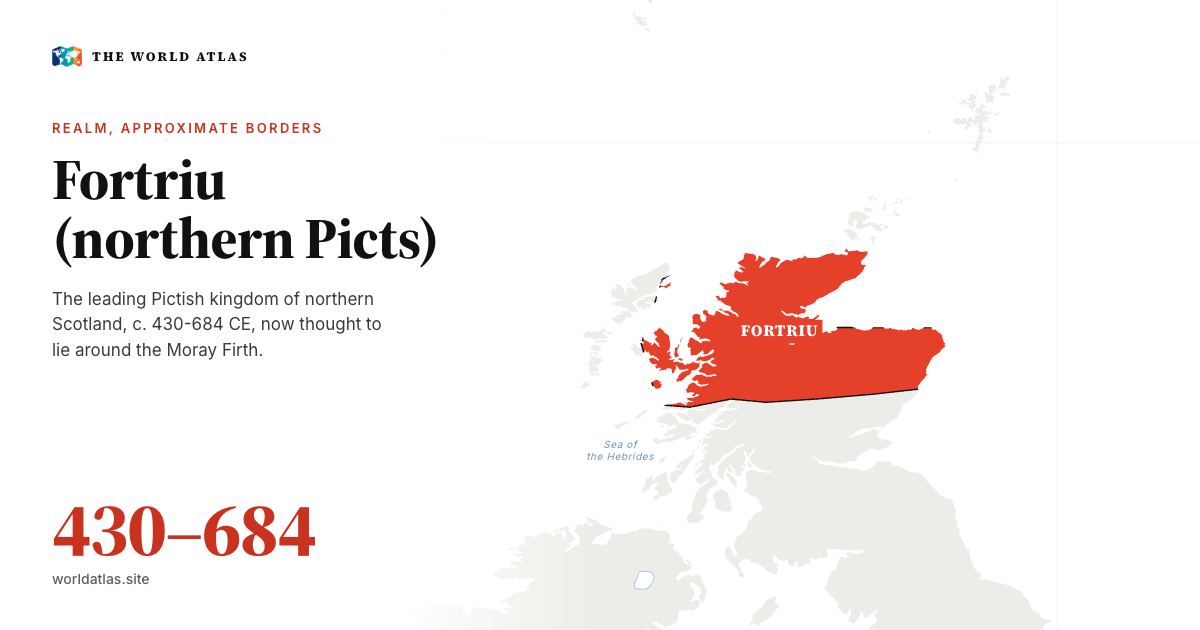 THE WORLD ATLAS
REALM, APPROXIMATE BORDERS
Fortriu
(northern Picts)
The leading Pictish kingdom of northern
Scotland, c. 430-684 CE, now thought to
lie around the Moray Firth.
430–684
worldatlas.site
FORTRIU
Sea of
the Hebrides